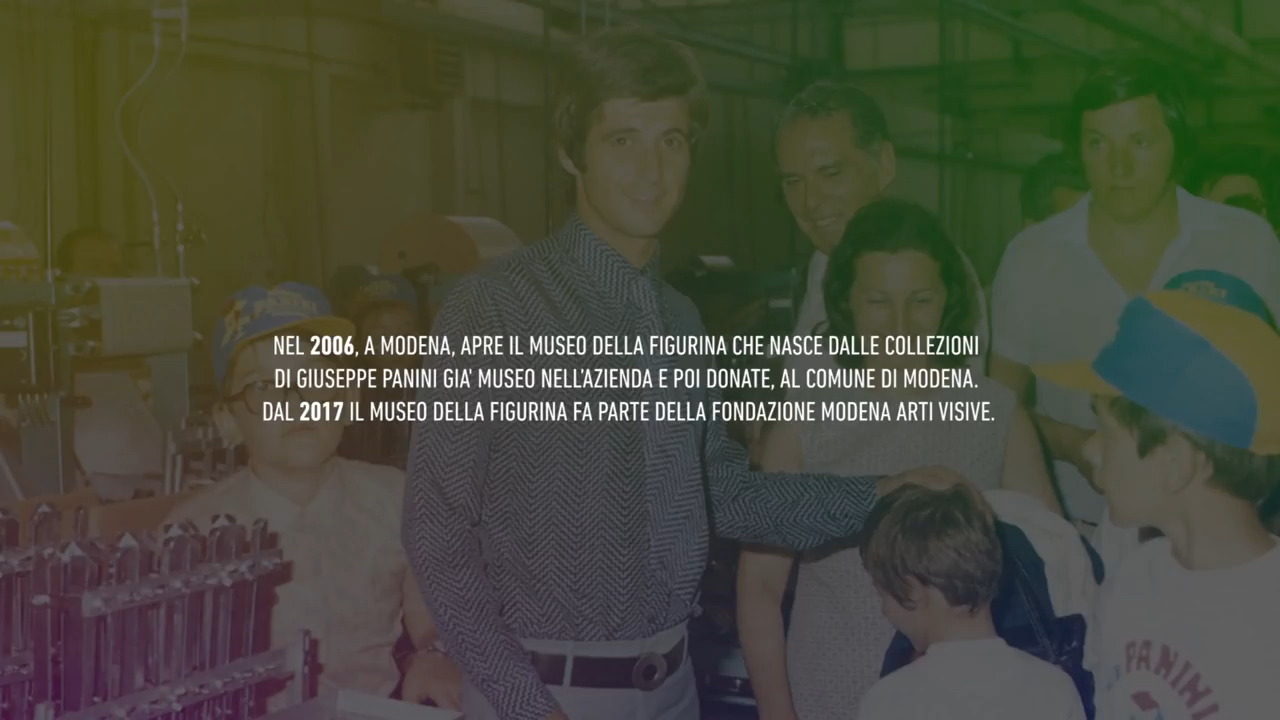 NEL 2006, A MODENA, APRE IL MUSEO DELLA FIGURINA CHE NASCE DALLE COLLEZIONI
DI GIUSEPPE PANINI GIA' MUSEO NELL'AZIENDA E POI DONATE, AL COMUNE DI MODENA.
DAL 2017 IL MUSEO DELLA FIGURINA FA PARTE DELLA FONDAZIONE MODENA ARTI VISIVE.
PANINI
PANINI